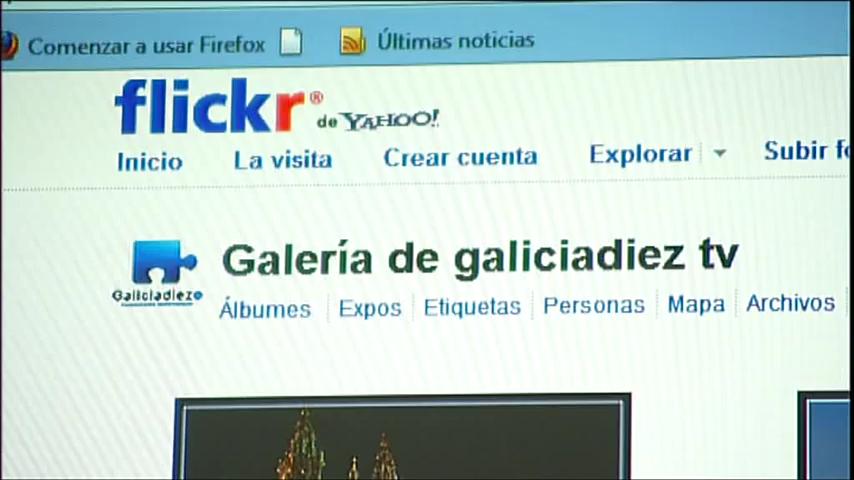 Comenzar a usar Firefox Últimas noticias
flickr® de YAHOO!
Inicio La visita Crear cuenta Explorar Subir
Galería de galiciadiez tv
Galiciadiez
Álbumes Expos Etiquetas Personas Mapa Archivos